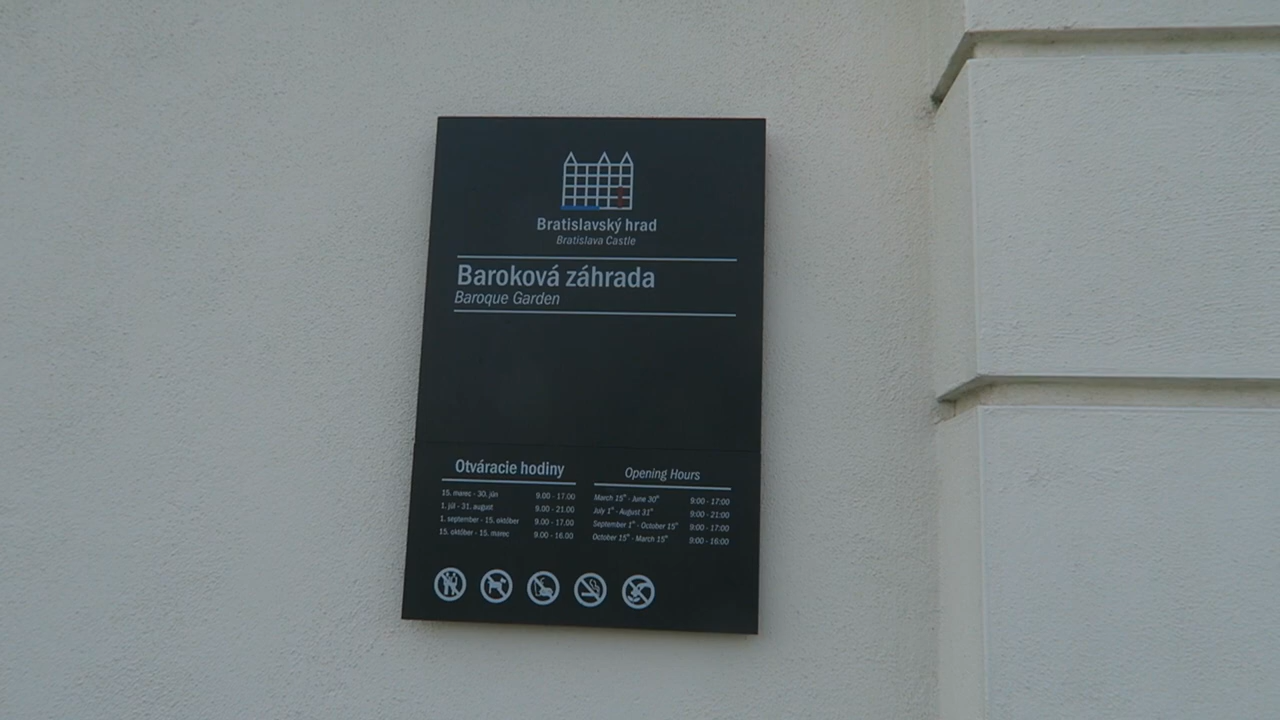 Bratislavský hrad
Bratislava Castle
Baroková záhrada
Baroque Garden
Otváracie hodiny
15. marec - 30. jún 9.00 - 17.00
1. júl - 31. august 9.00 - 21.00
1. september - 15. október 9.00 - 17.00
15. október - 15. marec 9.00 - 16.00
Opening Hours
March 15th - June 30th 9:00 - 17:00
July 1st - August 31st 9:00 - 21:00
September 1st - October 15th 9:00 - 17:00
October 15th - March 15th 9:00 - 16:00